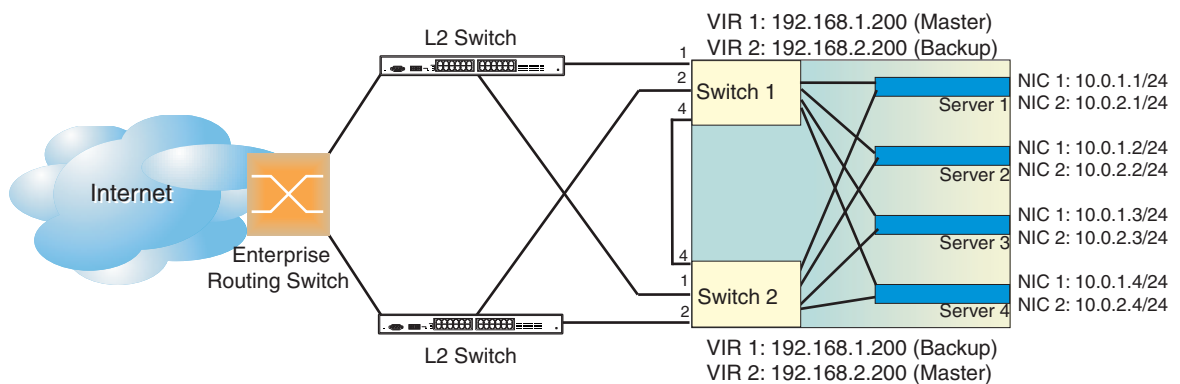 VIR 1: 192.168.1.200 (Master)
VIR 2: 192.168.2.200 (Backup)
L2 Switch
1
2
4
Switch 1
Server 1
NIC 1: 10.0.1.1/24
NIC 2: 10.0.2.1/24
Server 2
NIC 1: 10.0.1.2/24
NIC 2: 10.0.2.2/24
Internet
Enterprise
Routing Switch
Server 3
NIC 1: 10.0.1.3/24
NIC 2: 10.0.2.3/24
4
1
2
Switch 2
Server 4
NIC 1: 10.0.1.4/24
NIC 2: 10.0.2.4/24
L2 Switch
VIR 1: 192.168.1.200 (Backup)
VIR 2: 192.168.2.200 (Master)